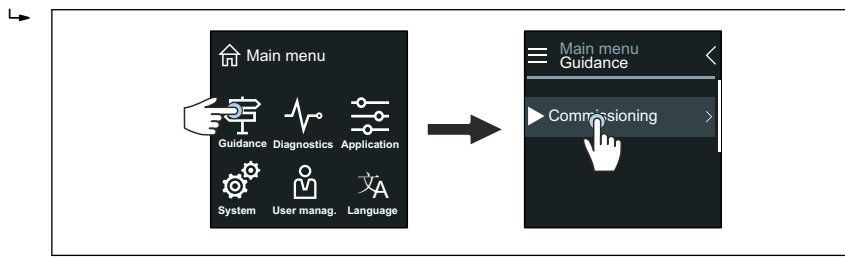 Main menu
Guidance Diagnostics Application
System User manag. Language
Main menu
Guidance
Commissioning